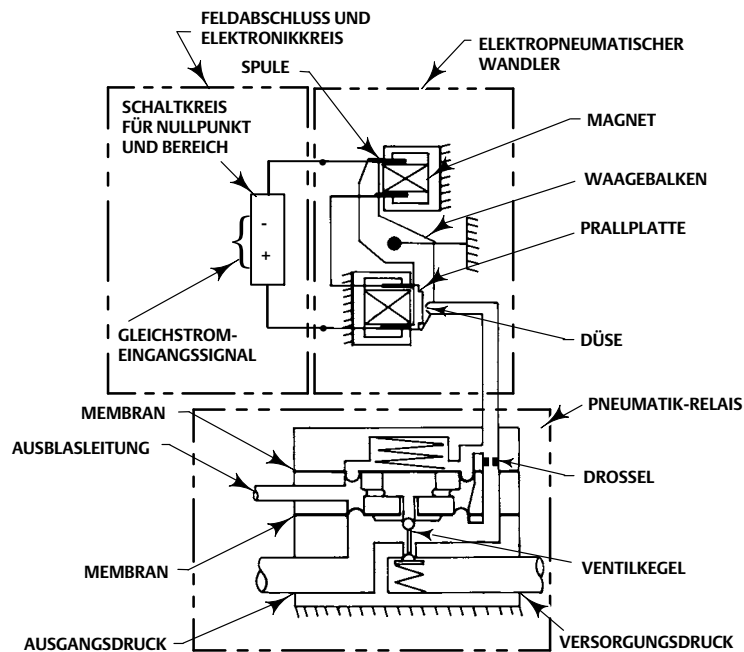 FELDABSCHLUSS UND
ELEKTRONIKKREIS
ELEKTROPNEUMATISCHER
WANDLER
SPULE
SCHALTKREIS
FÜR NULLPUNKT
UND BEREICH
MAGNET
WAAGEBALKEN
PRALLPLATTE
-
+
GLEICHSTROM-
EINGANGSSIGNAL
DÜSE
MEMBRAN
PNEUMATIK-RELAIS
AUSBLASLEITUNG
DROSSEL
MEMBRAN
VENTILKEGEL
AUSGANGSDRUCK
VERSORGUNGSDRUCK